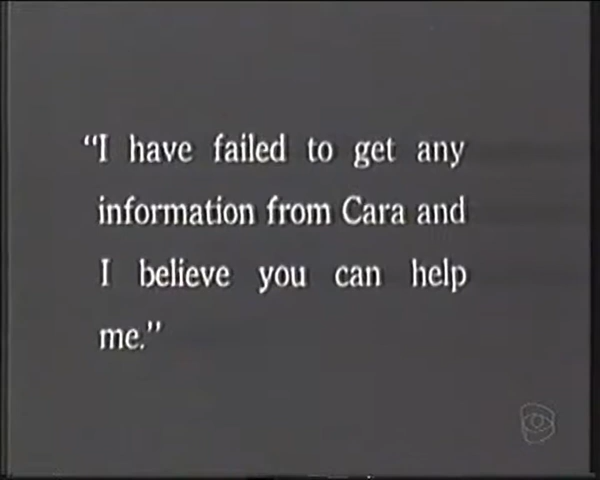 “I have failed to get any
information from Cara and
I believe you can help
me.”